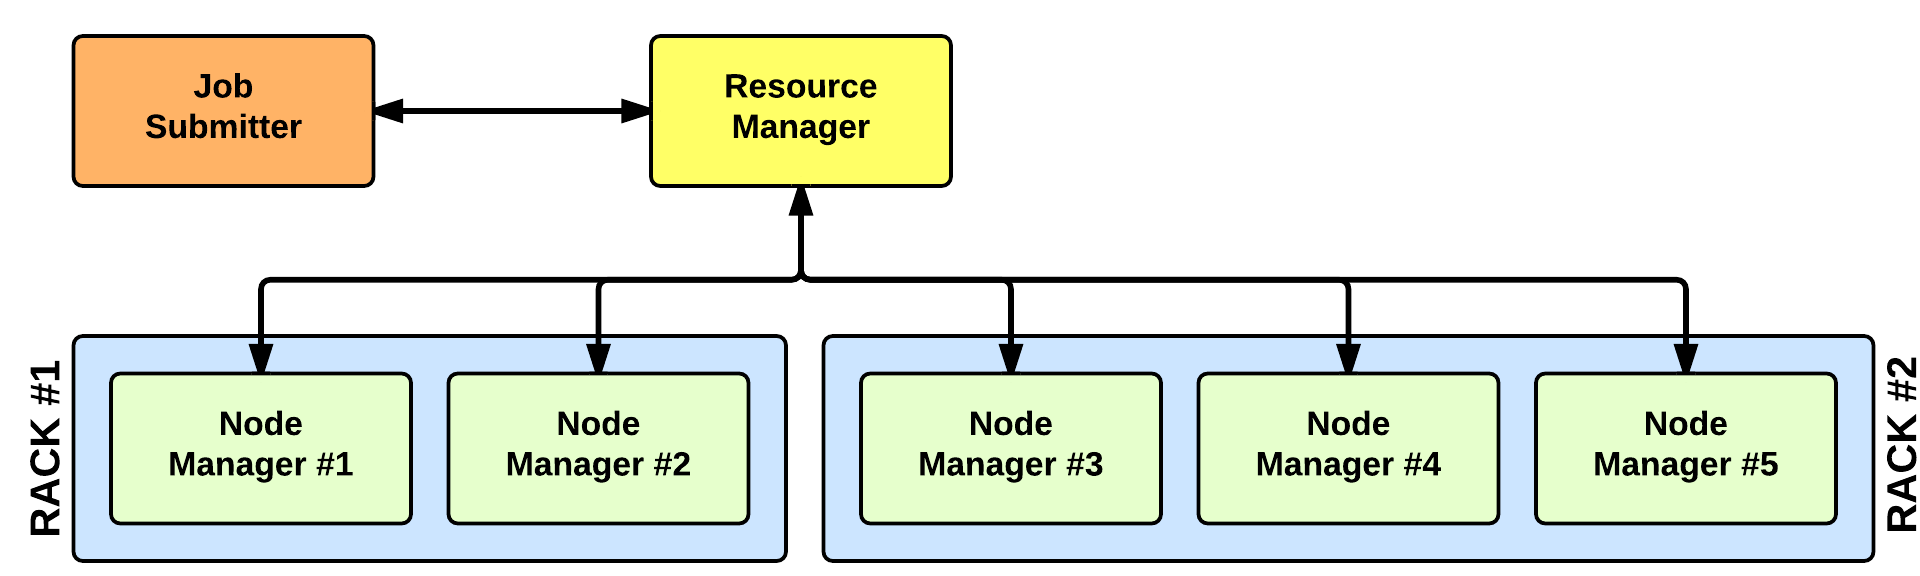 Job
Submitter
Resource
Manager
RACK #1
Node
Manager #1
Node
Manager #2
Node
Manager #3
Node
Manager #4
Node
Manager #5
RACK #2